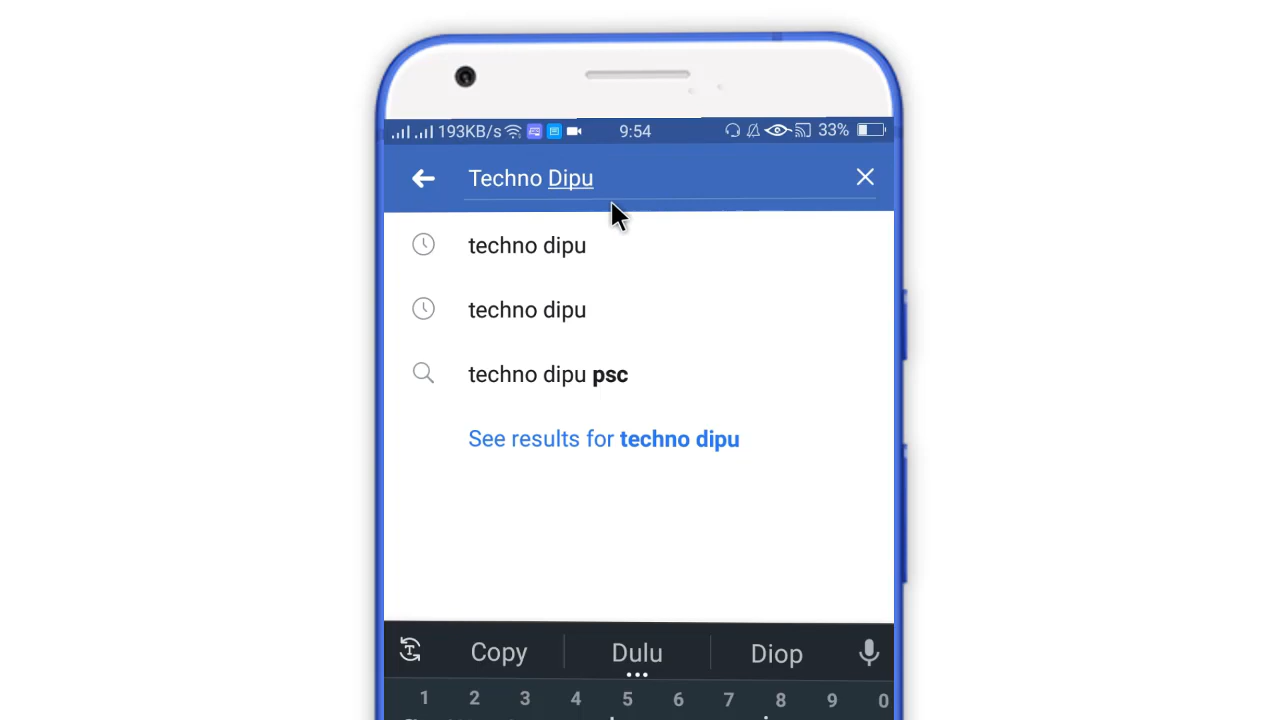 193KB/s 9:54 33%
Techno Dipu
techno dipu
techno dipu
techno dipu psc
See results for techno dipu
Copy Dulu Diop
1 2 3 4 5 6 7 8 9 0